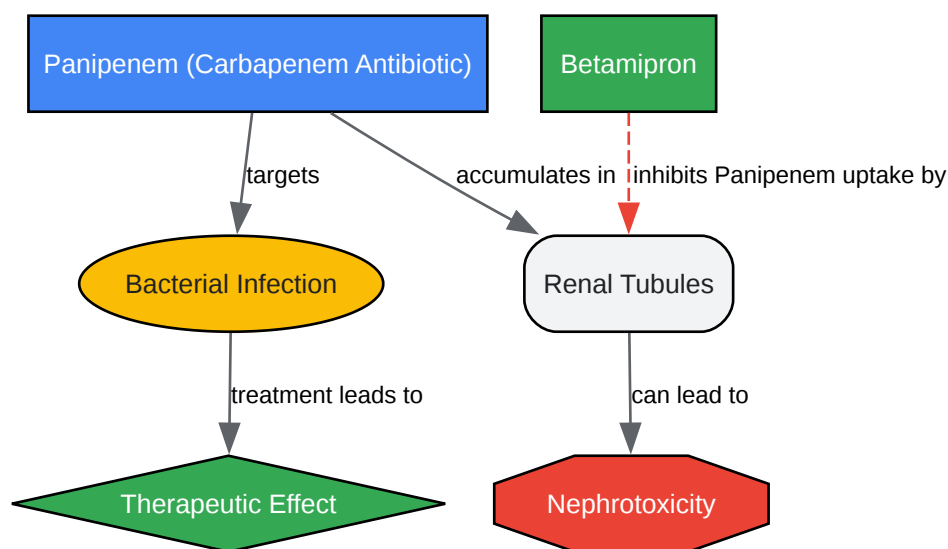 Panipenem (Carbapenem Antibiotic)
Betamipron
targets
accumulates in
inhibits Panipenem uptake by
Bacterial Infection
Renal Tubules
treatment leads to
can lead to
Therapeutic Effect
Nephrotoxicity